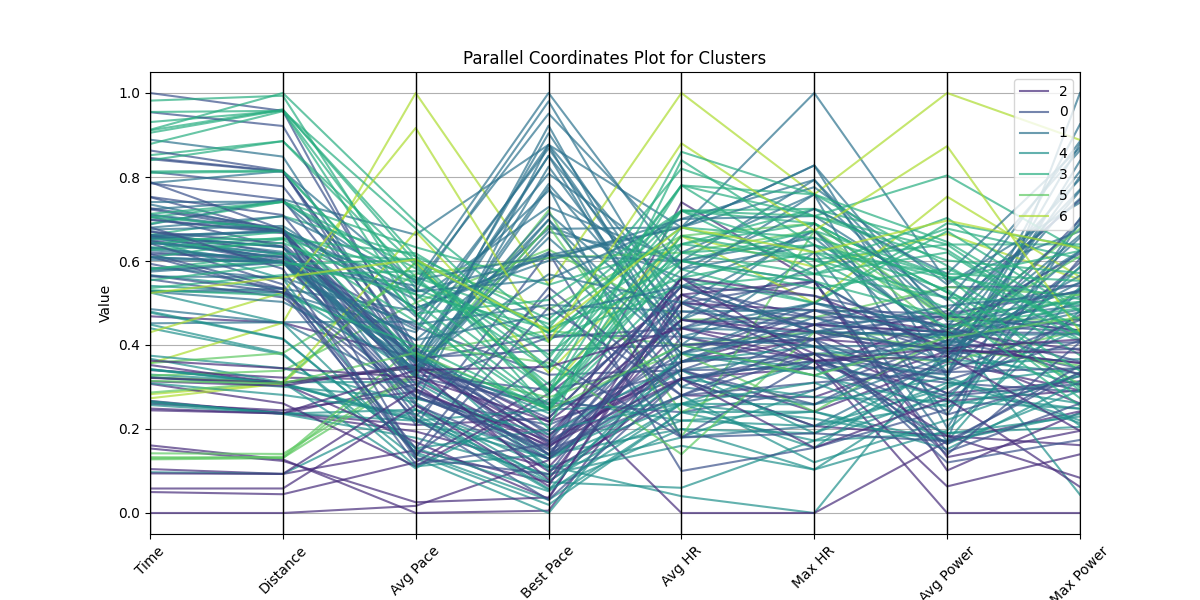 Parallel Coordinates Plot for Clusters
Value
1.0
0.8
0.6
0.4
0.2
0.0
2
0
1
4
3
5
6
Time
Distance
Avg Pace
Best Pace
Avg HR
Max HR
Avg Power
Max Power